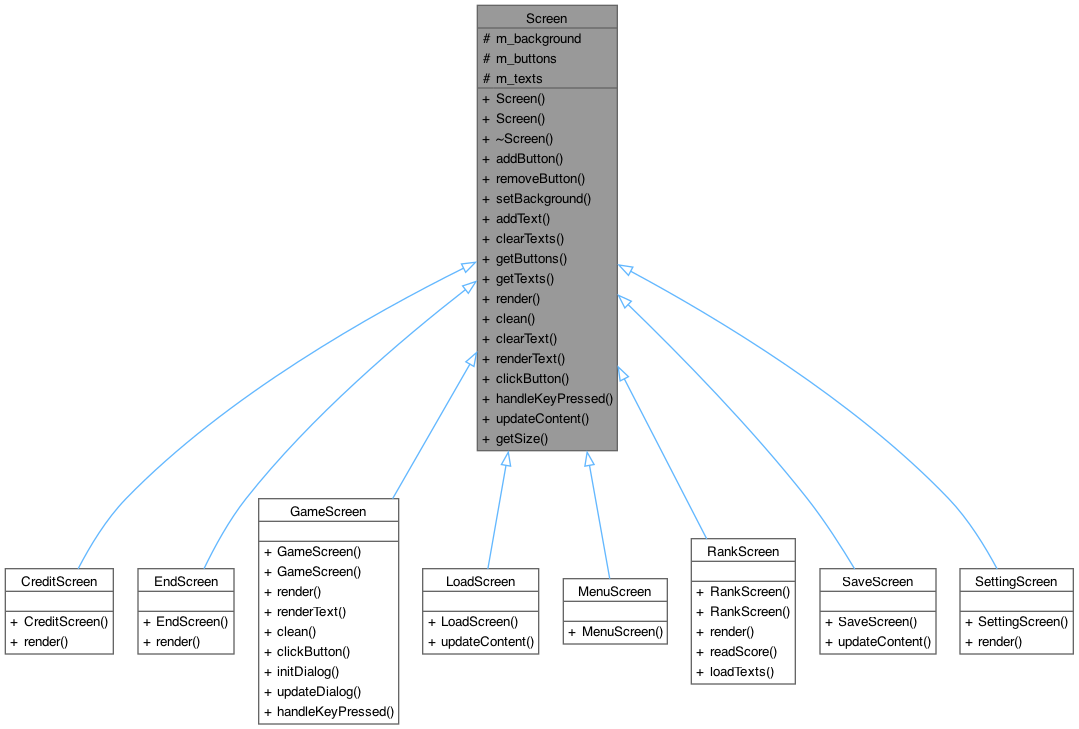 Screen
# m_background
# m_buttons
# m_texts
+ Screen()
+ Screen()
+ ~Screen()
+ addButton()
+ removeButton()
+ setBackground()
+ addText()
+ clearTexts()
+ getButtons()
+ getTexts()
+ render()
+ clean()
+ clearText()
+ renderText()
+ clickButton()
+ handleKeyPressed()
+ updateContent()
+ getSize()
CreditScreen
+ CreditScreen()
+ render()
EndScreen
+ EndScreen()
+ render()
GameScreen
+ GameScreen()
+ GameScreen()
+ render()
+ renderText()
+ clean()
+ clickButton()
+ initDialog()
+ updateDialog()
+ handleKeyPressed()
LoadScreen
+ LoadScreen()
+ updateContent()
MenuScreen
+ MenuScreen()
RankScreen
+ RankScreen()
+ RankScreen()
+ render()
+ readScore()
+ loadTexts()
SaveScreen
+ SaveScreen()
+ updateContent()
SettingScreen
+ SettingScreen()
+ render()